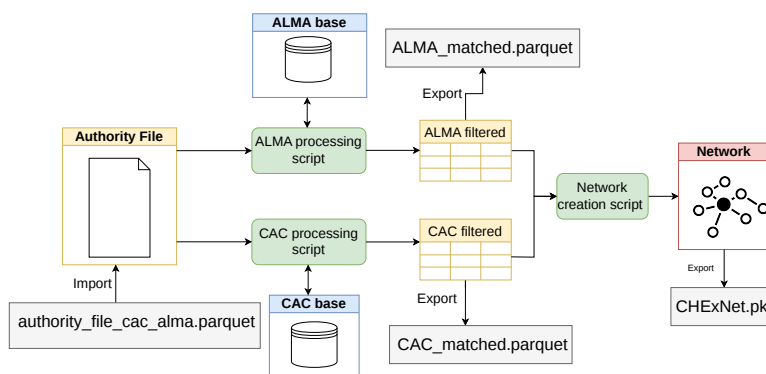 ALMA base
ALMA_matched.parquet
Export
Authority File
ALMA processing
script
ALMA filtered
Network
Network
creation script
CAC processing
script
CAC filtered
Import
Export
Export
authority_file_cac_alma.parquet
CAC base
CHExNet.pk
CAC_matched.parquet